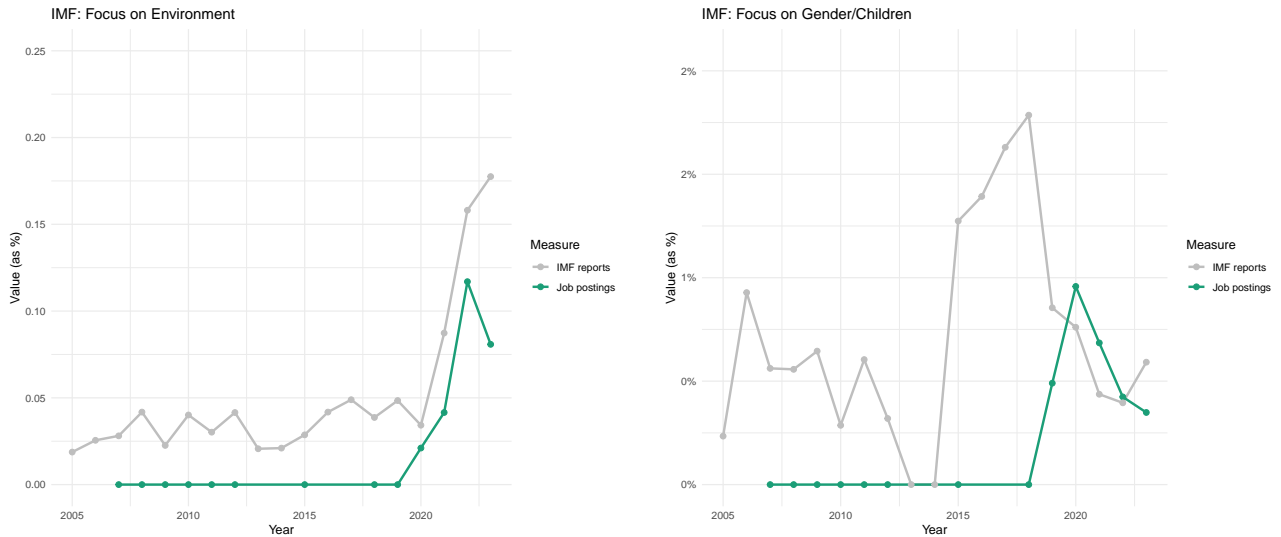 IMF: Focus on Environment
0.25
0.20
0.15
0.10
0.05
0.00
Value (as %)
2005
2010
2015
2020
Year
Measure
IMF reports
Job postings
IMF: Focus on Gender/Children
2%
2%
1%
0%
0%
Value (as %)
2005
2010
2015
2020
Year
Measure
IMF reports
Job postings